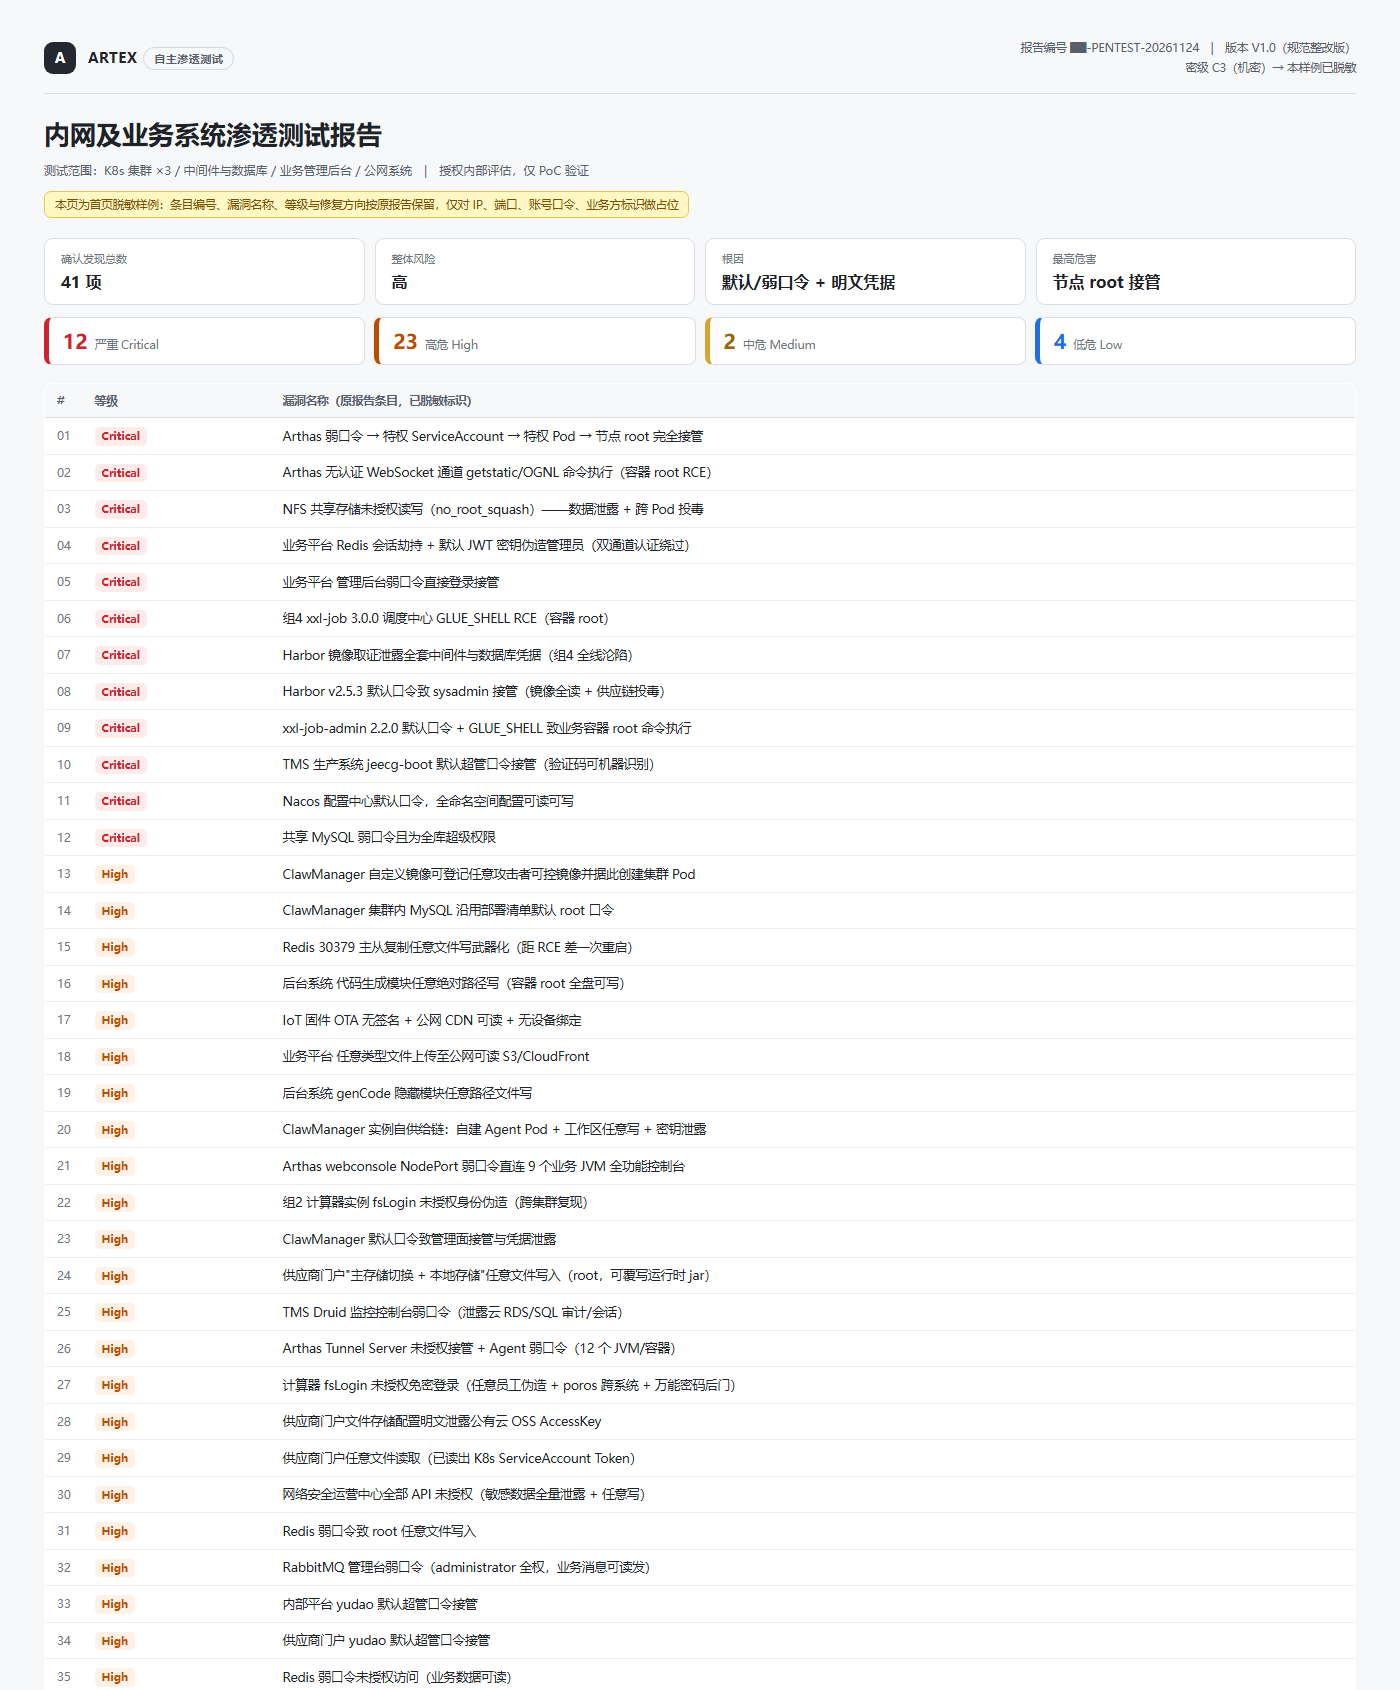 A ARTEX 自主渗透测试
报告编号 ██-PENTEST-20261124 | 版本 V1.0（规范整改版）
密级 C3（机密）→ 本样例已脱敏
内网及业务系统渗透测试报告
测试范围：K8s 集群 ×3 / 中间件与数据库 / 业务管理后台 / 公网系统 | 授权内部评估，仅 PoC 验证
本页为首页脱敏样例：条目编号、漏洞名称、等级与修复方向按原报告保留，仅对 IP、端口、账号口令、业务方标识做占位
确认发现总数
41 项
整体风险
高
根因
默认/弱口令 + 明文凭据
最高危害
节点 root 接管
12 严重 Critical
23 高危 High
2 中危 Medium
4 低危 Low
# 等级 漏洞名称（原报告条目，已脱敏标识）
01 Critical Arthas 弱口令 → 特权 ServiceAccount → 特权 Pod → 节点 root 完全接管
02 Critical Arthas 无认证 WebSocket 通道 getstatic/OGNL 命令执行（容器 root RCE）
03 Critical NFS 共享存储未授权读写（no_root_squash）——数据泄露 + 跨 Pod 投毒
04 Critical 业务平台 Redis 会话劫持 + 默认 JWT 密钥伪造管理员（双通道认证绕过）
05 Critical 业务平台 管理后台弱口令直接登录接管
06 Critical 组4 xxl-job 3.0.0 调度中心 GLUE_SHELL RCE（容器 root）
07 Critical Harbor 镜像取证泄露全套中间件与数据库凭据（组4 全线沦陷）
08 Critical Harbor v2.5.3 默认口令致 sysadmin 接管（镜像全读 + 供应链投毒）
09 Critical xxl-job-admin 2.2.0 默认口令 + GLUE_SHELL 致业务容器 root 命令执行
10 Critical TMS 生产系统 jeecg-boot 默认超管口令接管（验证码可机器识别）
11 Critical Nacos 配置中心默认口令，全命名空间配置可读可写
12 Critical 共享 MySQL 弱口令且为全库超级权限
13 High ClawManager 自定义镜像可登记任意攻击者可控镜像并据此创建集群 Pod
14 High ClawManager 集群内 MySQL 沿用部署清单默认 root 口令
15 High Redis 30379 主从复制任意文件写武器化（距 RCE 差一次重启）
16 High 后台系统 代码生成模块任意绝对路径写（容器 root 全盘可写）
17 High IoT 固件 OTA 无签名 + 公网 CDN 可读 + 无设备绑定
18 High 业务平台 任意类型文件上传至公网可读 S3/CloudFront
19 High 后台系统 genCode 隐藏模块任意路径文件写
20 High ClawManager 实例自供给链：自建 Agent Pod + 工作区任意写 + 密钥泄露
21 High Arthas webconsole NodePort 弱口令直连 9 个业务 JVM 全功能控制台
22 High 组2 计算器实例 fsLogin 未授权身份伪造（跨集群复现）
23 High ClawManager 默认口令致管理面接管与凭据泄露
24 High 供应商门户"主存储切换 + 本地存储"任意文件写入（root，可覆写运行时 jar）
25 High TMS Druid 监控控制台弱口令（泄露云 RDS/SQL 审计/会话）
26 High Arthas Tunnel Server 未授权接管 + Agent 弱口令（12 个 JVM/容器）
27 High 计算器 fsLogin 未授权免密登录（任意员工伪造 + poros 跨系统 + 万能密码后门）
28 High 供应商门户文件存储配置明文泄露公有云 OSS AccessKey
29 High 供应商门户任意文件读取（已读出 K8s ServiceAccount Token）
30 High 网络安全运营中心全部 API 未授权（敏感数据全量泄露 + 任意写）
31 High Redis 弱口令致 root 任意文件写入
32 High RabbitMQ 管理台弱口令（administrator 全权，业务消息可读发）
33 High 内部平台 yudao 默认超管口令接管
34 High 供应商门户 yudao 默认超管口令接管
35 High Redis 弱口令未授权访问（业务数据可读）